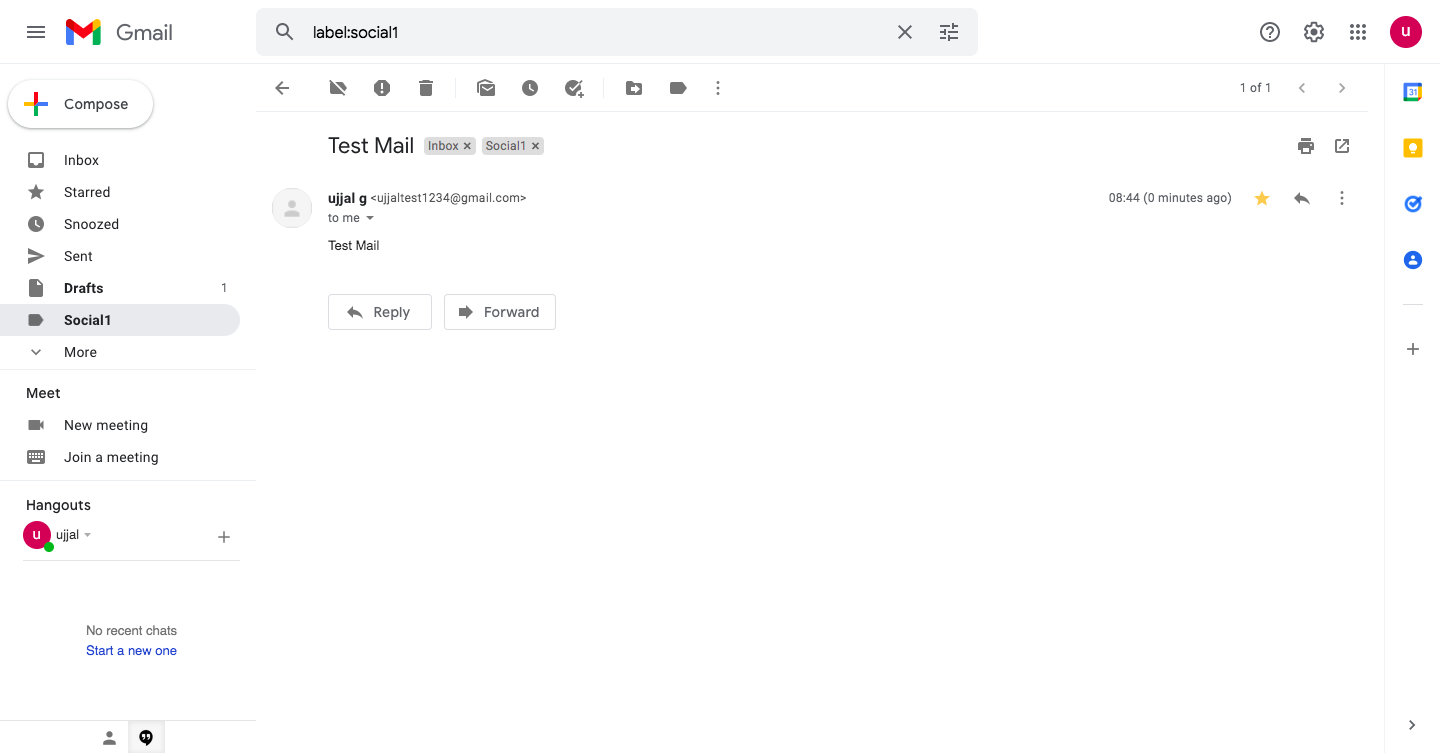 Gmail
label:social1
u
Compose
1 of 1
31
Inbox
Starred
Snoozed
Sent
Drafts 1
Social1
More
Test Mail Inbox × Social1 ×
ujjal g <ujjaltest1234@gmail.com> 08:44 (0 minutes ago)
to me
Test Mail
Reply Forward
Meet
New meeting
Join a meeting
Hangouts
u ujjal
No recent chats
Start a new one